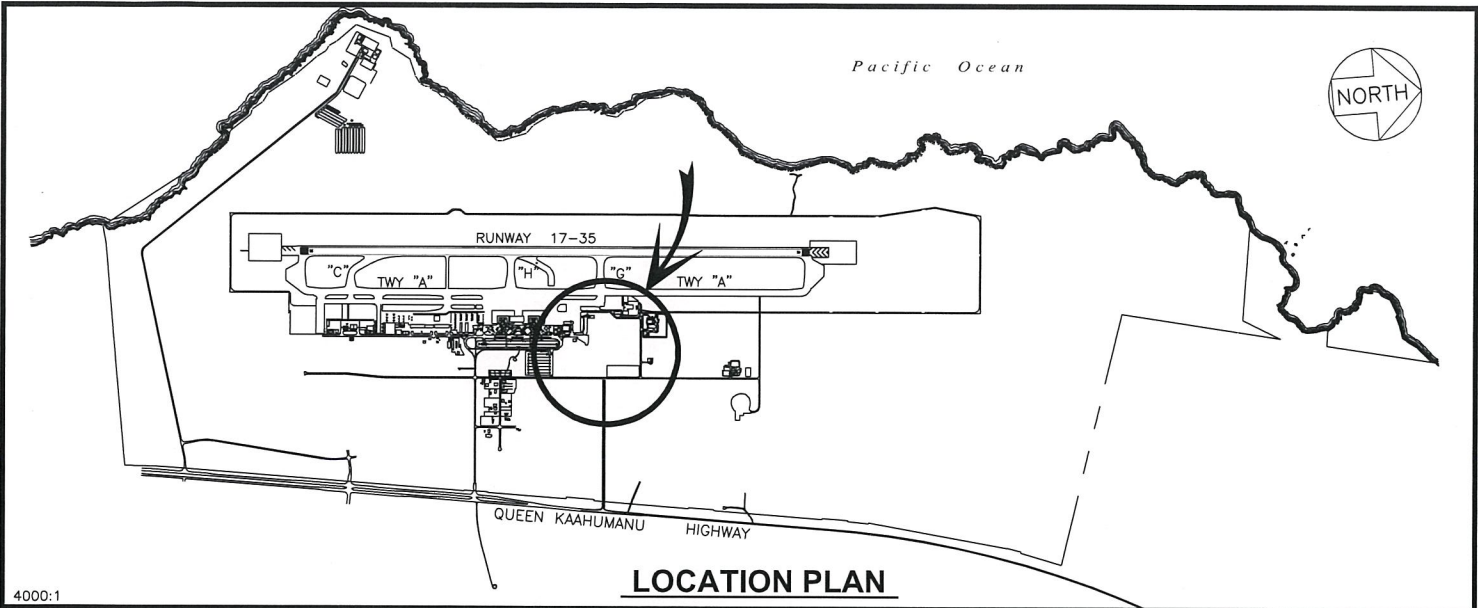 Pacific Ocean
NORTH
RUNWAY 17-35
"C"
TWY "A"
"H"
"G"
TWY "A"
QUEEN KAAHUMANU HIGHWAY
LOCATION PLAN
4000:1